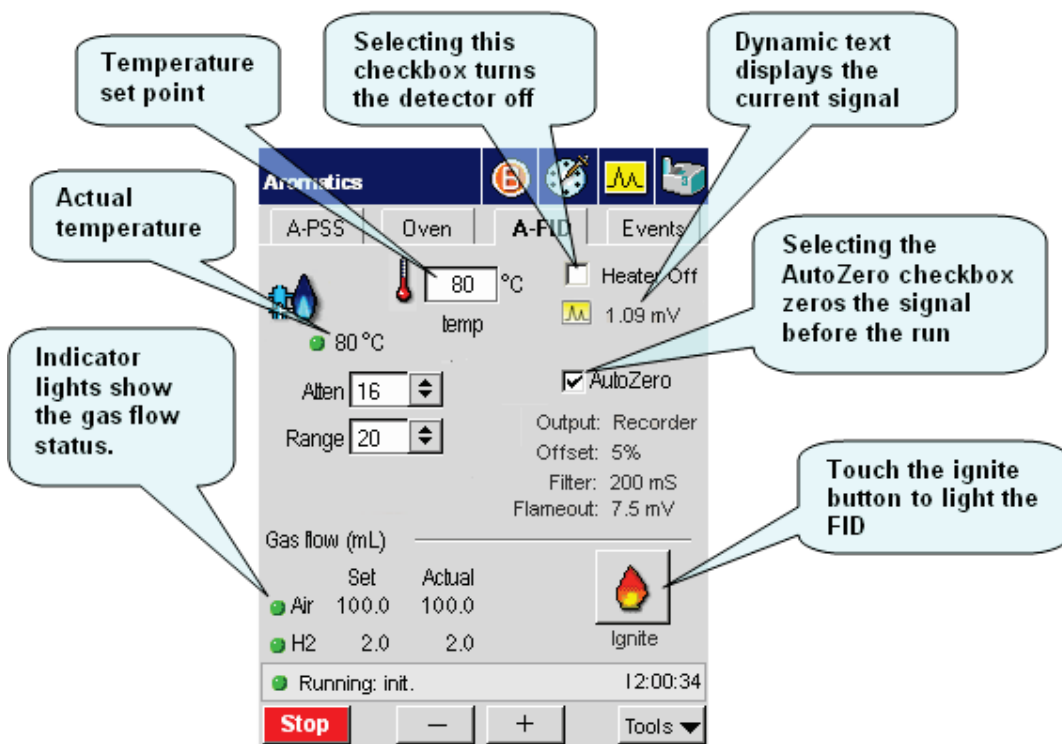 Temperature
set point
Selecting this
checkbox turns
the detector off
Dynamic text
displays the
current signal
Actual
temperature
Indicator
lights show
the gas flow
status.
Selecting the
AutoZero checkbox
zeros the signal
before the run
Touch the ignite
button to light the
FID
Aromatics
A-PSS
Oven
A-FID
Events
80 °C
temp
80 °C
Heater Off
1.09 mV
Atten 16
Range 20
AutoZero
Output: Recorder
Offset: 5%
Filter: 200 mS
Flameout: 7.5 mV
Gas flow (mL)
Set Actual
Air 100.0 100.0
H2 2.0 2.0
Ignite
Running: init. 12:00:34
Stop
–
+
Tools